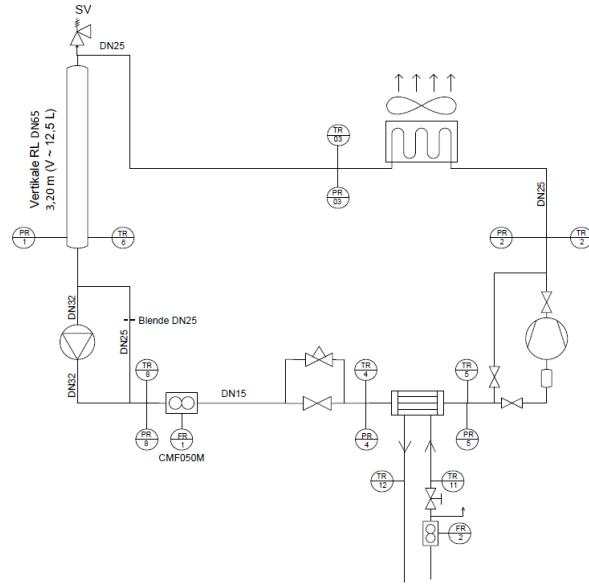 SV
DN25
Vertikale RL DN65
3,20 m (V ~ 12,5 L)
TR
03
PR
03
DN25
PR
1
TR
6
PR
2
TR
2
DN32
Blende DN25
DN25
DN32
TR
8
PR
8
DN15
FR
1
CMF050M
TR
4
PR
4
TR
5
PR
5
TR
12
TR
11
FR
2